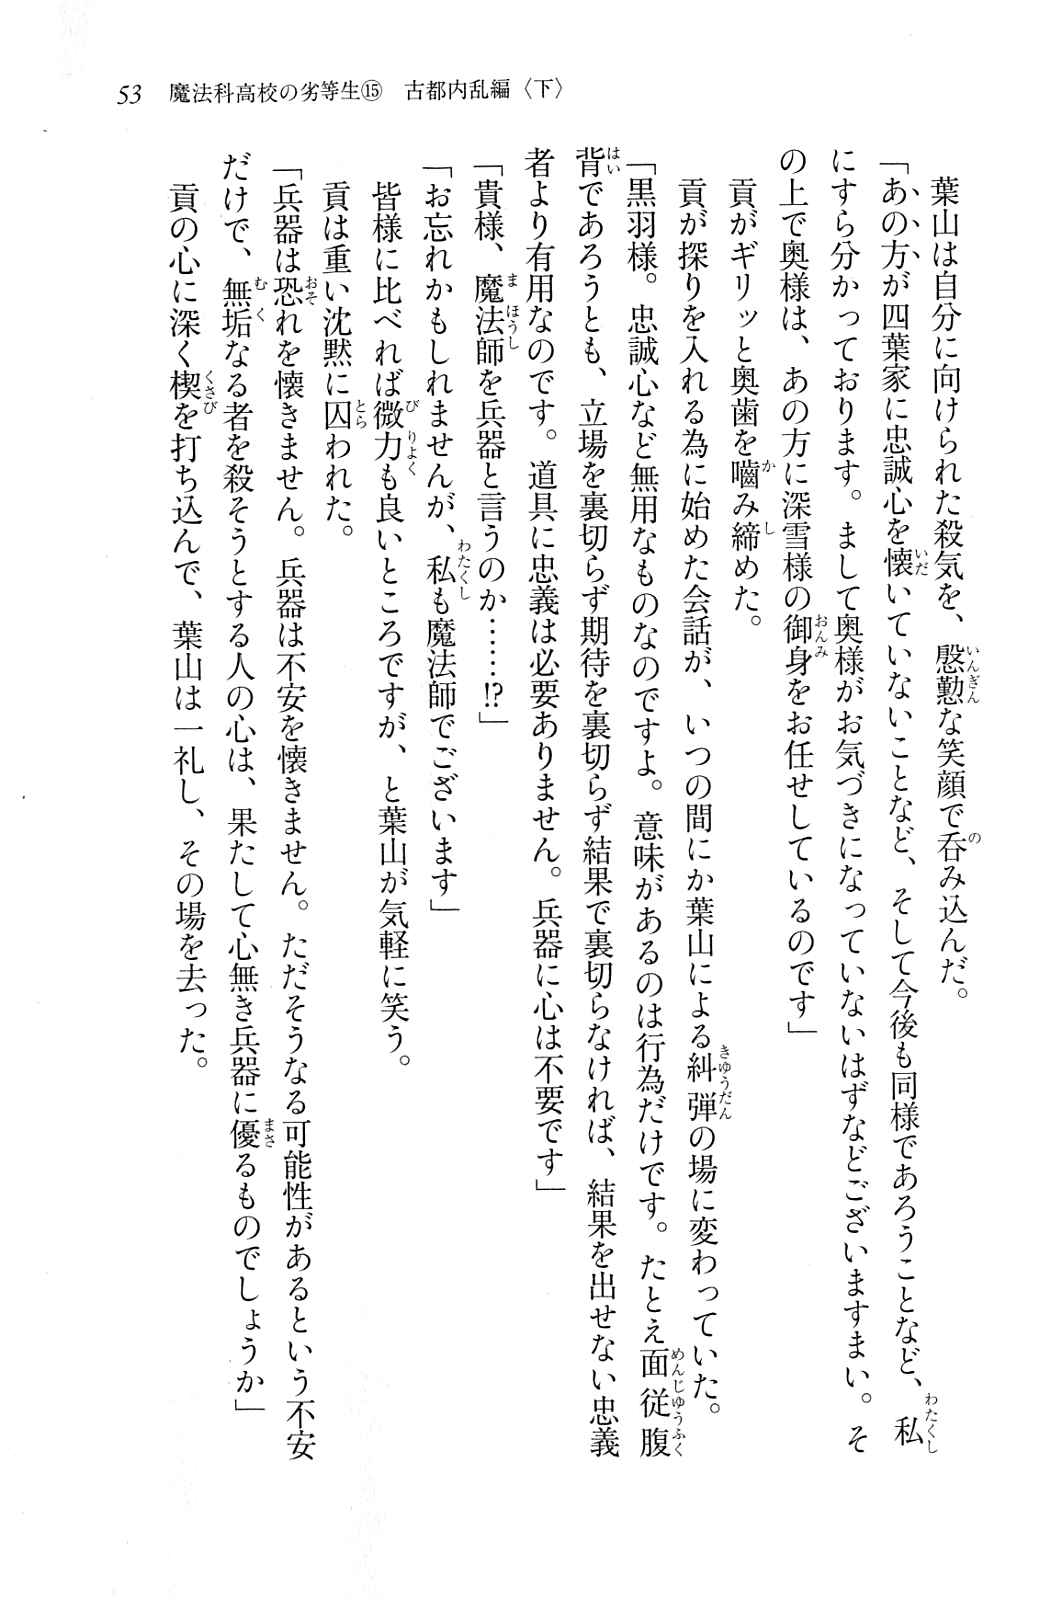 53 魔法科高校の劣等生⑮ 古都内乱編〈下〉
葉山は自分に向けられた殺気を、慇懃な笑顔で呑み込んだ。
「あの方が四葉家に忠誠心を懐いていないことなど、そして今後も同様であろうことなど、私
にすら分かっております。まして奥様がお気づきになっていないはずなどございますまい。そ
の上で奥様は、あの方に深雪様の御身をお任せしているのです」
貢がギリッと奥歯を嚙み締めた。
貢が探りを入れる為に始めた会話が、いつの間にか葉山による糾弾の場に変わっていた。
「黒羽様。忠誠心など無用なものなのですよ。意味があるのは行為だけです。たとえ面従腹
背であろうとも、立場を裏切らず期待を裏切らず結果で裏切らなければ、結果を出せない忠義
者より有用なのです。道具に忠義は必要ありません。兵器に心は不要です」
「貴様、魔法師を兵器と言うのか……⁉」
「お忘れかもしれませんが、私も魔法師でございます」
皆様に比べれば微力も良いところですが、と葉山が気軽に笑う。
貢は重い沈黙に囚われた。
「兵器は恐れを懐きません。兵器は不安を懐きません。ただそうなる可能性があるという不安
だけで、無垢なる者を殺そうとする人の心は、果たして心無き兵器に優るものでしょうか」
貢の心に深く楔を打ち込んで、葉山は一礼し、その場を去った。